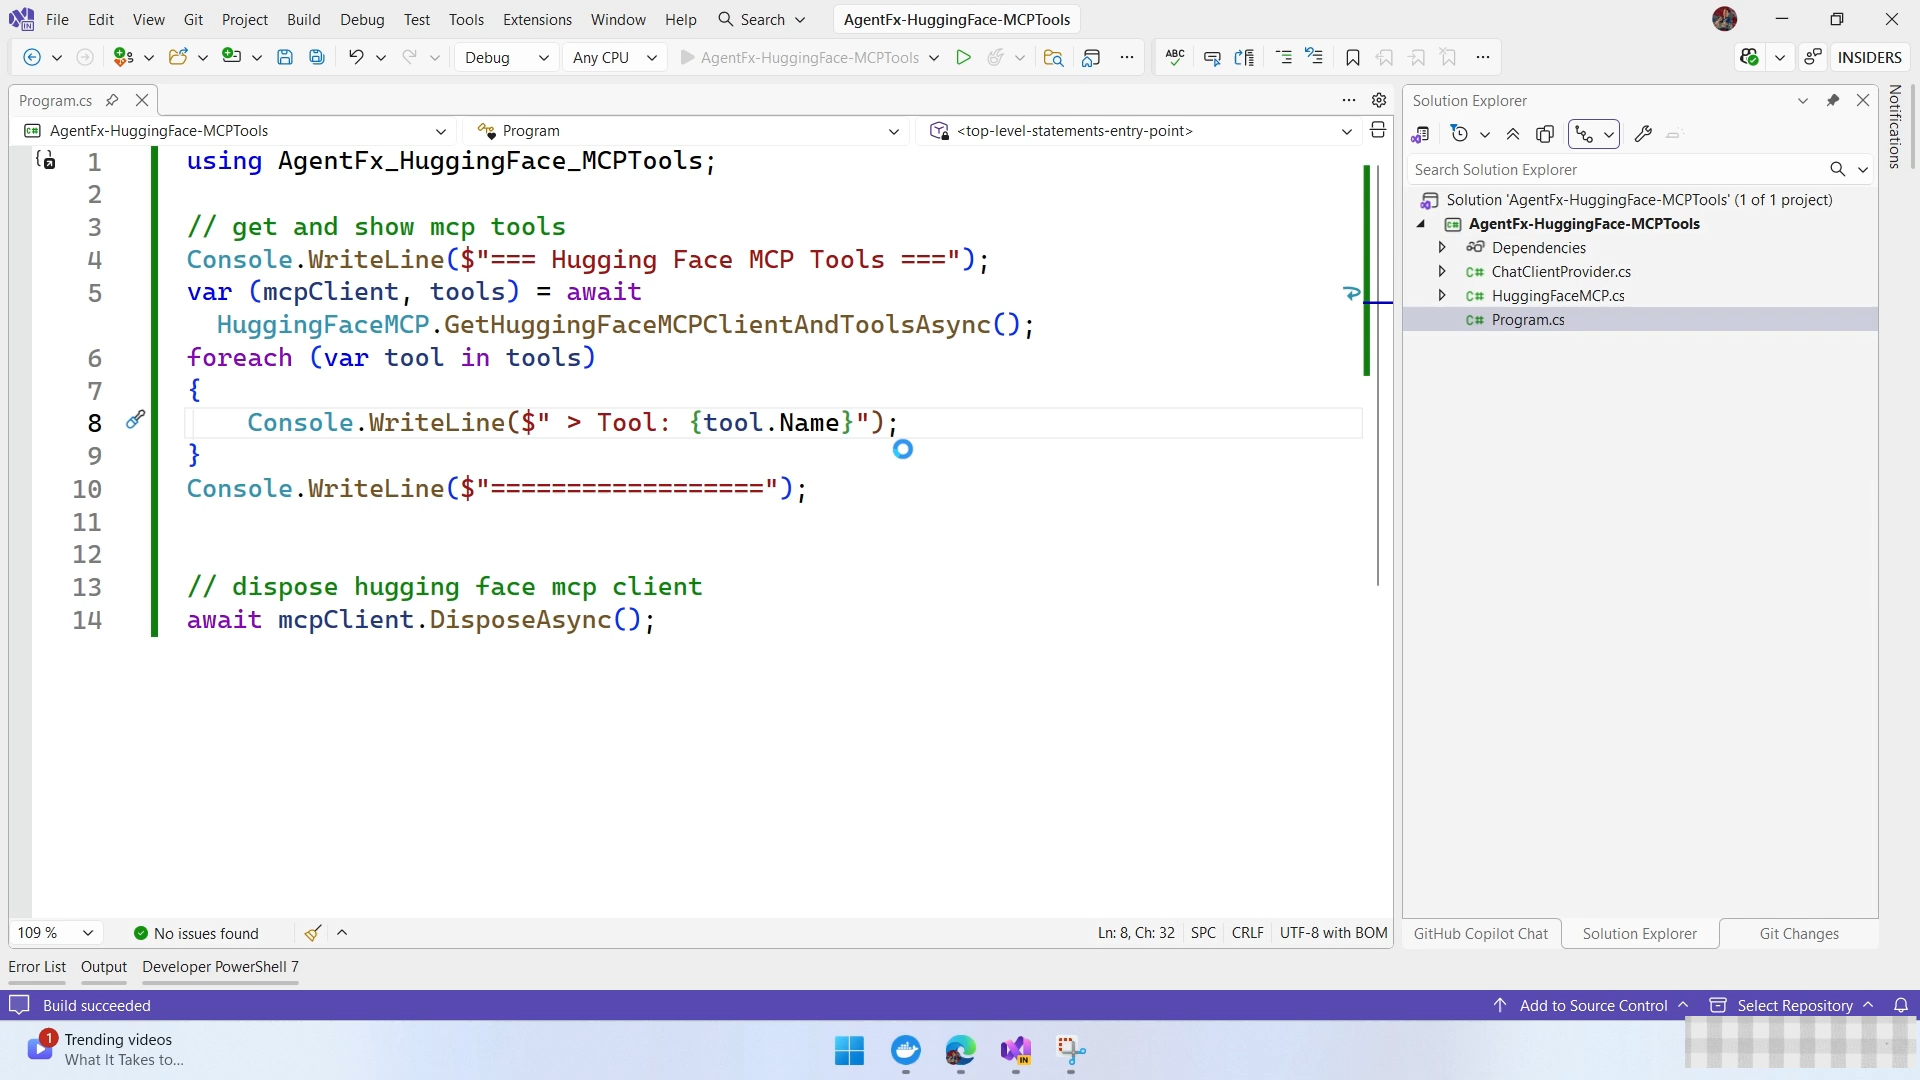 File Edit View Git Project Build Debug Test Tools Extensions Window Help Search AgentFx-HuggingFace-MCPTools
Debug Any CPU AgentFx-HuggingFace-MCPTools ABC INSIDERS
Program.cs
AgentFx-HuggingFace-MCPTools Program <top-level-statements-entry-point>
1 using AgentFx_HuggingFace_MCPTools;
2
3 // get and show mcp tools
4 Console.WriteLine($"=== Hugging Face MCP Tools ===");
5 var (mcpClient, tools) = await
HuggingFaceMCP.GetHuggingFaceMCPClientAndToolsAsync();
6 foreach (var tool in tools)
7 {
8 Console.WriteLine($" > Tool: {tool.Name}");
9 }
10 Console.WriteLine($"==================");
11
12
13 // dispose hugging face mcp client
14 await mcpClient.DisposeAsync();
109 % No issues found Ln: 8, Ch: 32 SPC CRLF UTF-8 with BOM
Solution Explorer
Search Solution Explorer
Solution 'AgentFx-HuggingFace-MCPTools' (1 of 1 project)
C# AgentFx-HuggingFace-MCPTools
Dependencies
C# ChatClientProvider.cs
C# HuggingFaceMCP.cs
C# Program.cs
GitHub Copilot Chat Solution Explorer Git Changes
Notifications
Error List Output Developer PowerShell 7
Build succeeded Add to Source Control Select Repository
1 Trending videos
What It Takes to...
IN